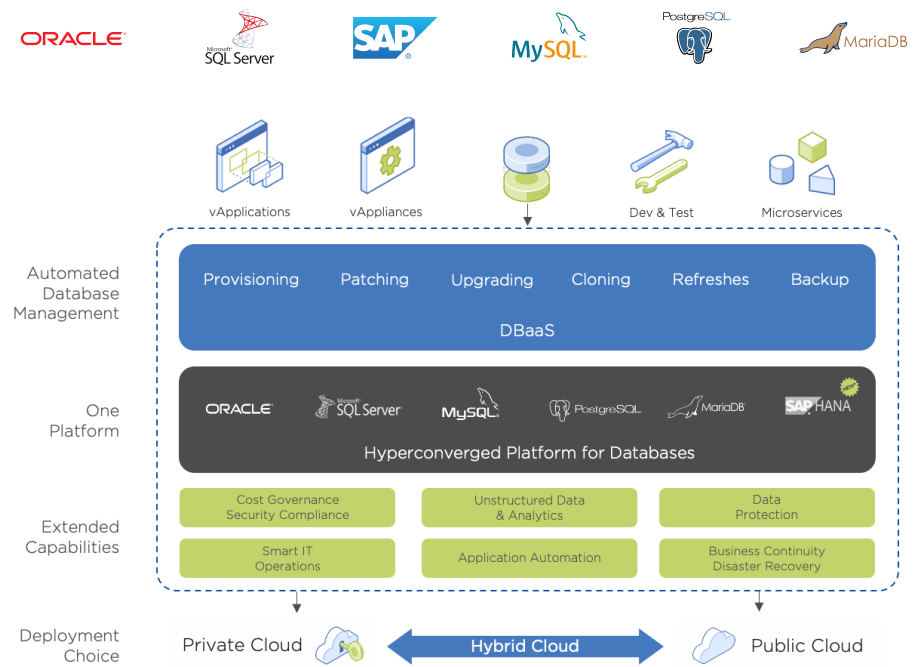 ORACLE
Microsoft
SQL Server
SAP
MySQL
PostgreSQL
MariaDB
vApplications
vAppliances
Dev & Test
Microservices
Automated
Database
Management
Provisioning
Patching
Upgrading
Cloning
Refreshes
Backup
DBaaS
One
Platform
ORACLE
Microsoft
SQL Server
MySQL
PostgreSQL
MariaDB
SAP HANA
NEW
Hyperconverged Platform for Databases
Extended
Capabilities
Cost Governance
Security Compliance
Unstructured Data
& Analytics
Data
Protection
Smart IT
Operations
Application Automation
Business Continuity
Disaster Recovery
Deployment
Choice
Private Cloud
Hybrid Cloud
Public Cloud